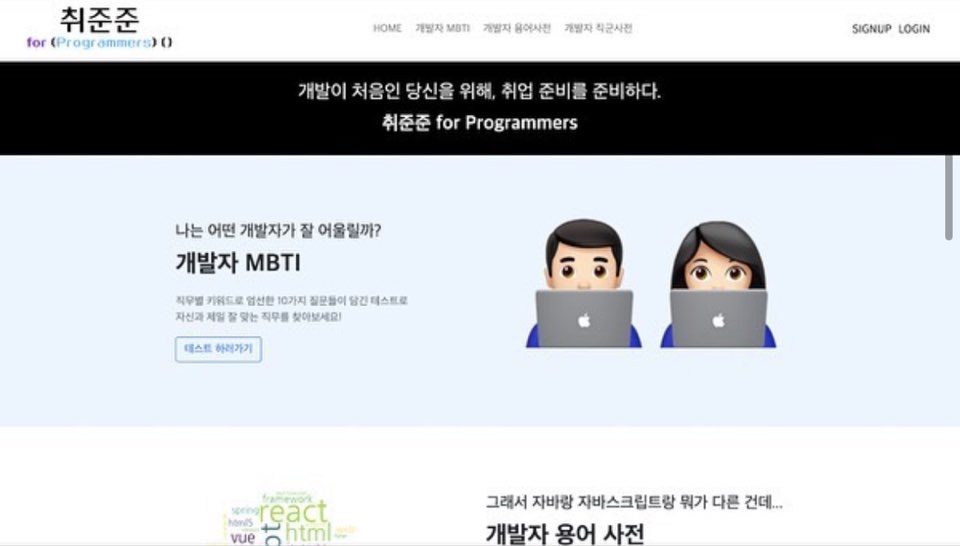 취준준
for (Programmers) ()
HOME 개발자 MBTI 개발자 용어사전 개발자 직군사전
SIGNUP LOGIN
개발이 처음인 당신을 위해, 취업 준비를 준비하다.
취준준 for Programmers
나는 어떤 개발자가 잘 어울릴까?
개발자 MBTI
직무별 키워드로 엄선한 10가지 질문들이 담긴 테스트로
자신과 제일 잘 맞는 직무를 찾아보세요!
테스트 하러가기
framework
spring
react
html5
html
vue
그래서 자바랑 자바스크립트랑 뭐가 다른 건데...
개발자 용어 사전